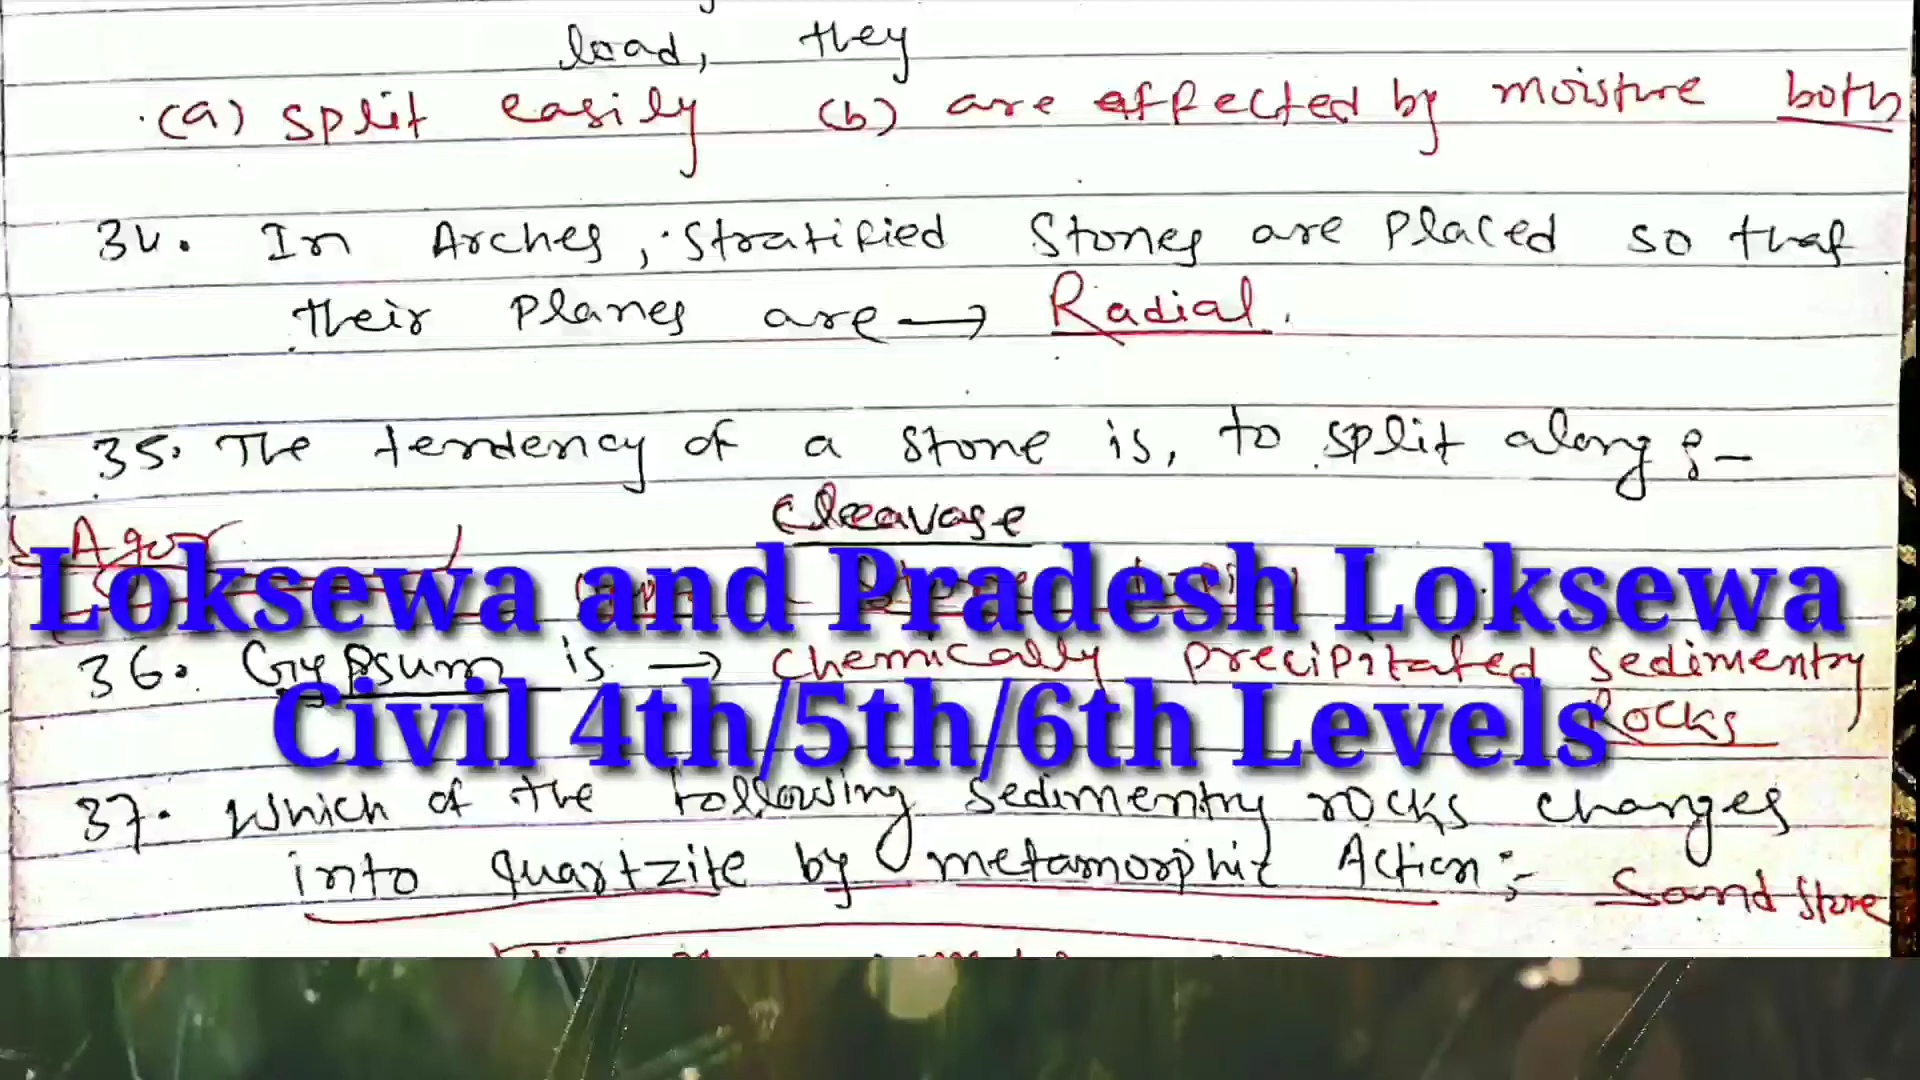 load, they
(a) split easily (b) are effected by moisture both
34. In Arches, stratified Stones are placed so that
their planes are → Radial.
35. The tendency of a stone is, to split along :-
cleavage
Loksewa and Pradesh Loksewa
36. Gypsum is → chemically precipitated sedimentry
Rocks
Civil 4th/5th/6th Levels
37. Which of the following sedimentry rocks changes
into quartzite by metamorphic Action :- Sand stone